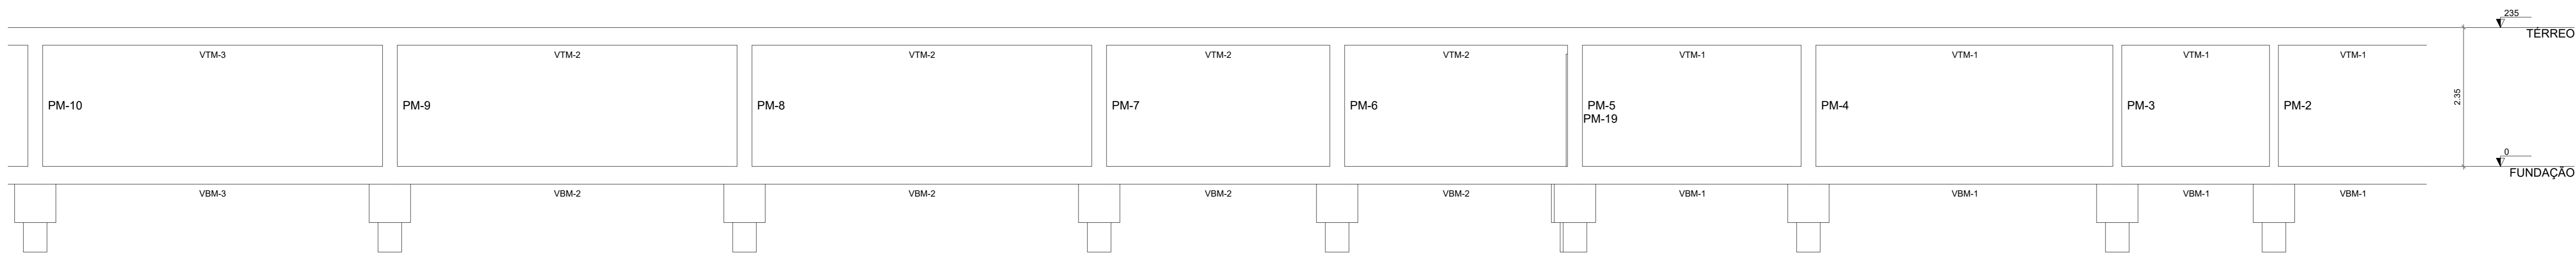 235
TÉRREO
VTM-3 VTM-2 VTM-2 VTM-2 VTM-2 VTM-1 VTM-1 VTM-1 VTM-1
2.35
PM-10 PM-9 PM-8 PM-7 PM-6 PM-5 PM-4 PM-3 PM-2
PM-19
0
FUNDAÇÃO
VBM-3 VBM-2 VBM-2 VBM-2 VBM-2 VBM-1 VBM-1 VBM-1 VBM-1